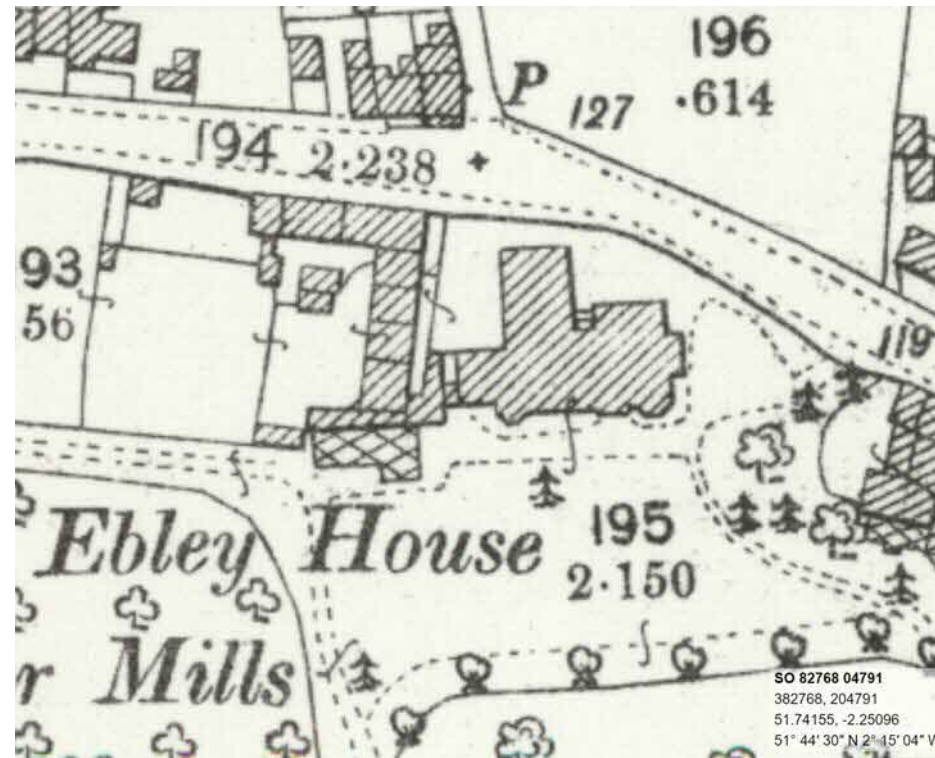 196
P 127 .614
194 2.238
93
56
119
Ebley House 195
2.150
r Mills
SO 82768 04791
382768, 204791
51.74155, -2.25096
51° 44' 30" N 2° 15' 04" W